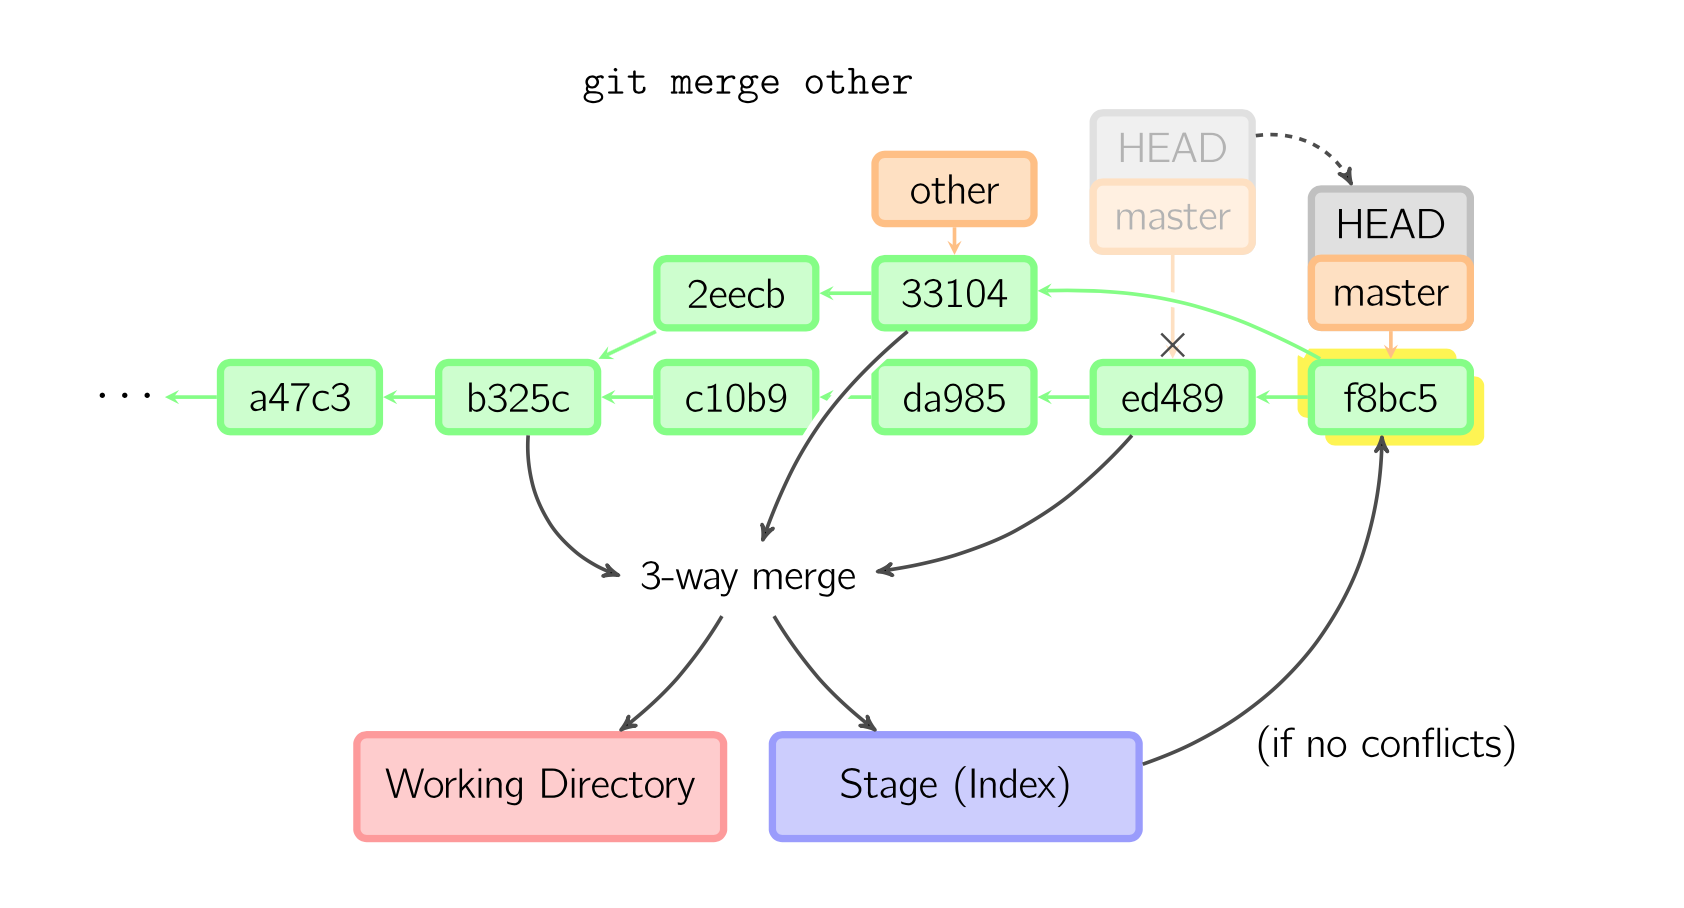 git merge other
HEAD
other
master
HEAD
2eecb
33104
master
...
a47c3
b325c
c10b9
da985
ed489
f8bc5
3-way merge
(if no conflicts)
Working Directory
Stage (Index)